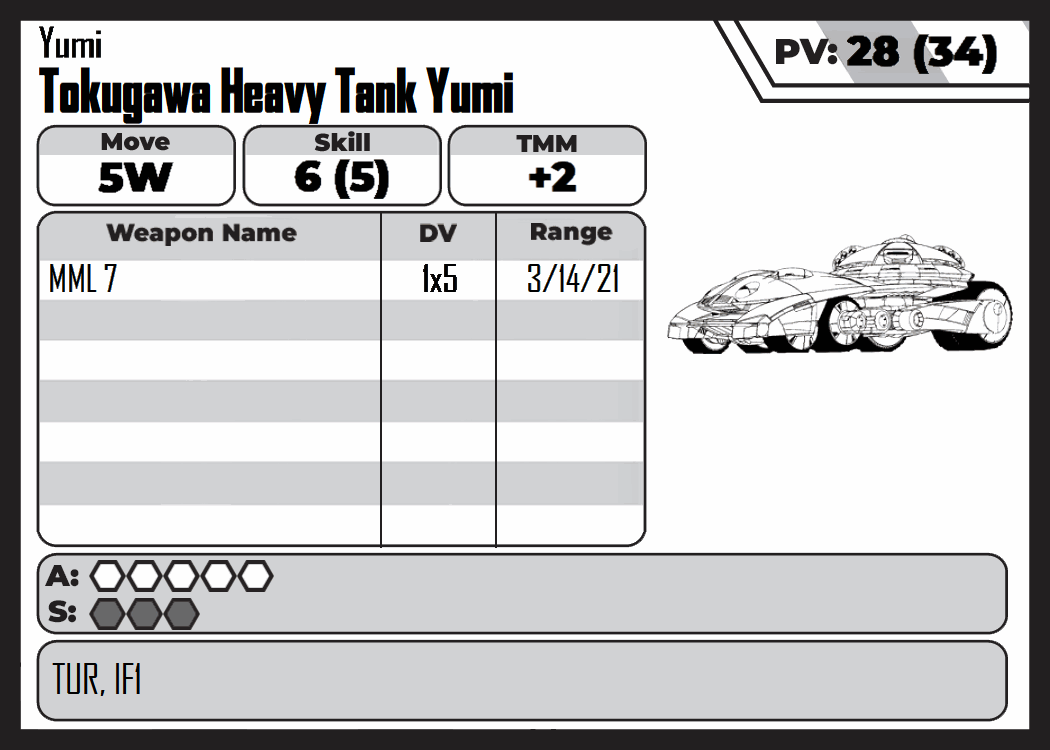 Yumi
PV: 28 (34)
Tokugawa Heavy Tank Yumi
Move Skill TMM
5W 6 (5) +2
Weapon Name DV Range
MML 7 1x5 3/14/21
A:
S:
TUR, IF1